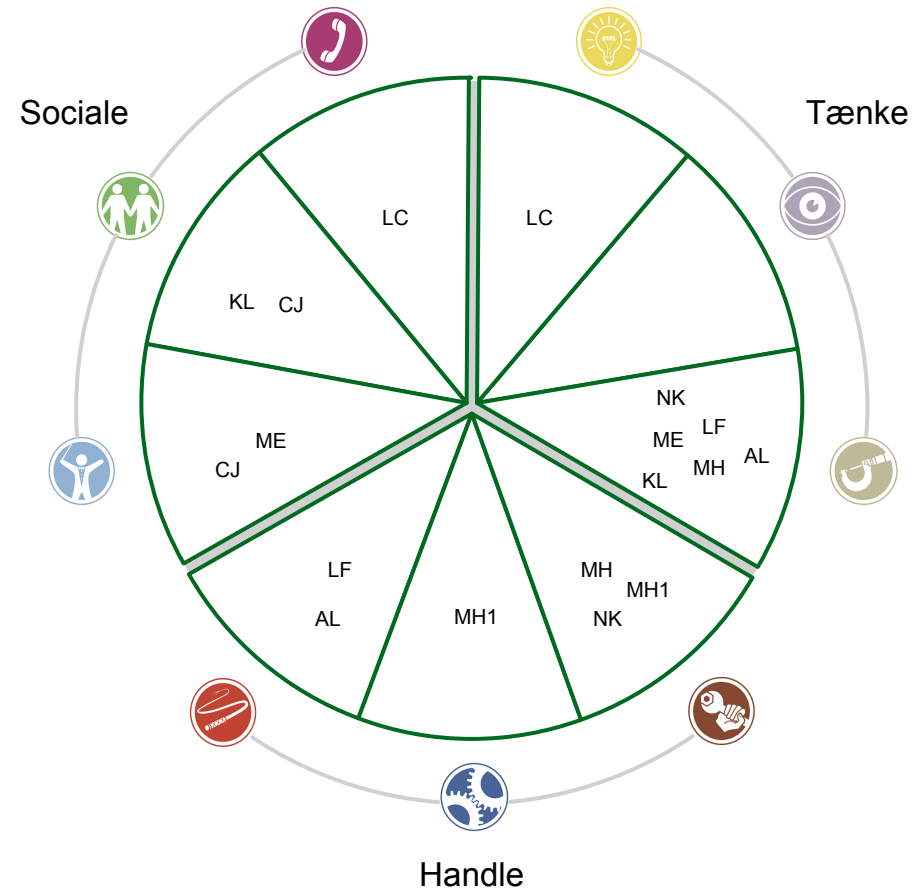 Sociale
Tænke
LC
LC
KL CJ
NK
LF
ME
AL
MH
KL
ME
CJ
LF
AL
MH1
MH
MH1
NK
Handle